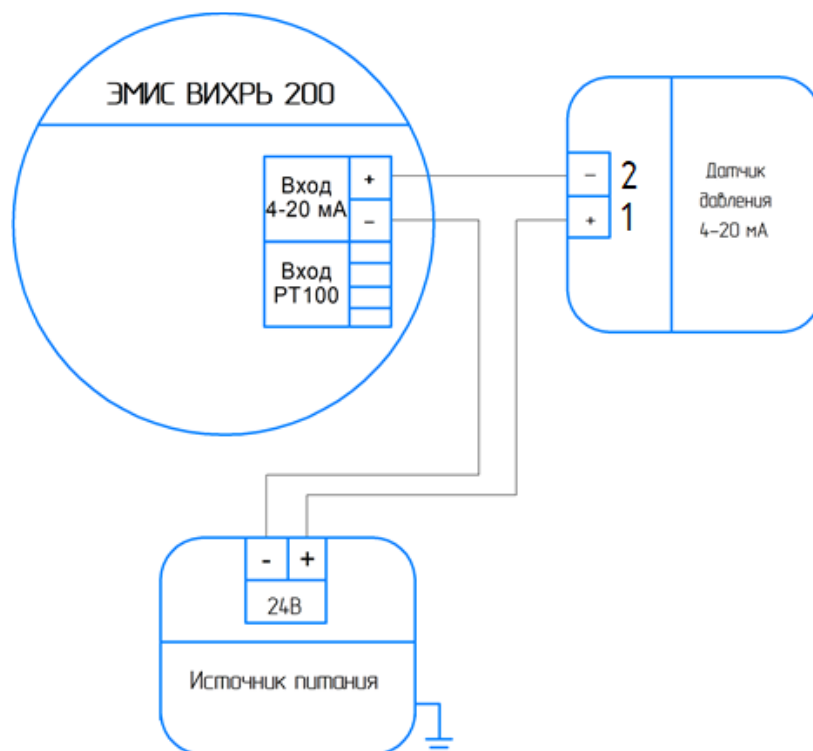 ЭМИС ВИХРЬ 200
Вход
4-20 мА
+
–
Вход
PT100
– 2
+ 1
Датчик
давления
4–20 мА
- +
24В
Источник питания